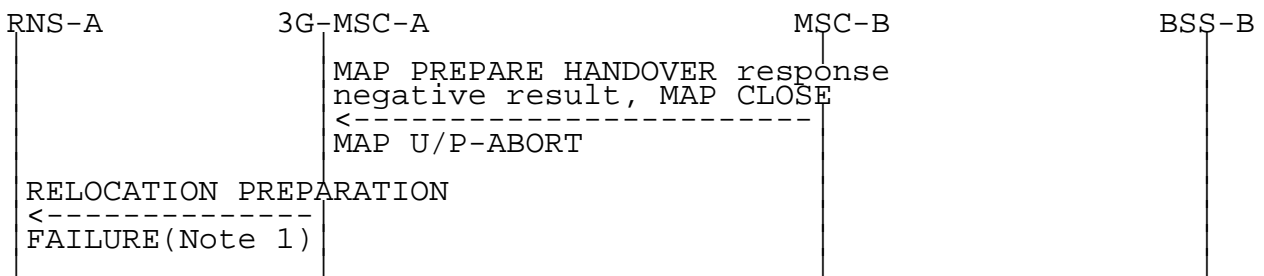 RNS-A 3G-MSC-A MSC-B BSS-B
MAP PREPARE HANDOVER response
negative result, MAP CLOSE
<------------------------
MAP U/P-ABORT
RELOCATION PREPARATION
<--------------
FAILURE(Note 1)